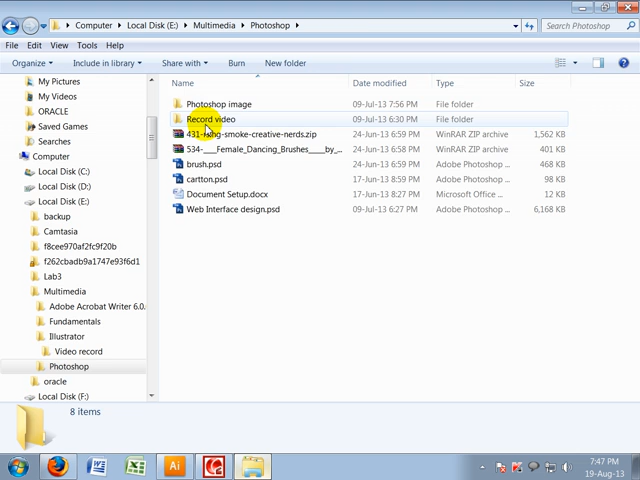 Computer ▸ Local Disk (E:) ▸ Multimedia ▸ Photoshop ▸
Search Photoshop
File Edit View Tools Help
Organize Include in library Share with Burn New folder
Name Date modified Type Size
Photoshop image 09-Jul-13 7:56 PM File folder
Record video 09-Jul-13 6:30 PM File folder
431-rising-smoke-creative-nerds.zip 24-Jun-13 6:59 PM WinRAR ZIP archive 1,562 KB
534-____Female_Dancing_Brushes____by_... 24-Jun-13 6:58 PM WinRAR ZIP archive 401 KB
brush.psd 24-Jun-13 6:59 PM Adobe Photoshop ... 468 KB
cartton.psd 17-Jun-13 8:27 PM Adobe Photoshop ... 98 KB
Document Setup.docx 17-Jun-13 8:27 PM Microsoft Office ... 12 KB
Web Interface design.psd 09-Jul-13 6:27 PM Adobe Photoshop ... 6,168 KB
My Pictures
My Videos
ORACLE
Saved Games
Searches
Computer
Local Disk (C:)
Local Disk (D:)
Local Disk (E:)
backup
Camtasia
f8cee970af2fc9f20b
f262cbadb9a1747e93f6d1
Lab3
Multimedia
Adobe Acrobat Writer 6.0.
Fundamentals
Illustrator
Video record
Photoshop
oracle
Local Disk (F:)
8 items
7:47 PM
19-Aug-13